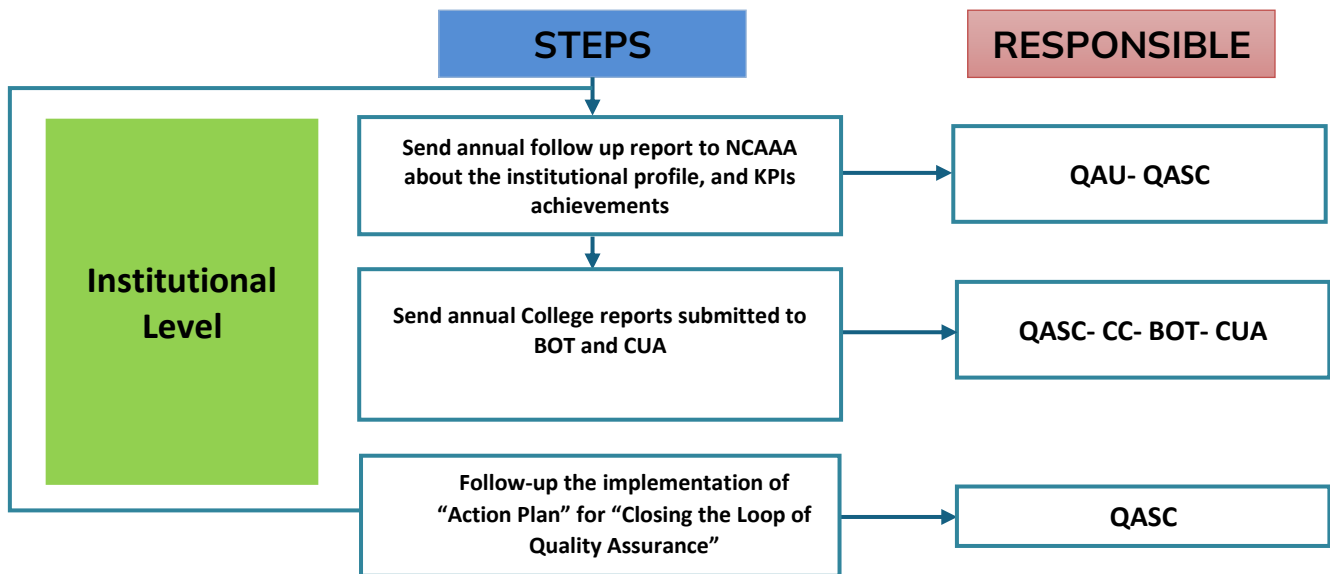 STEPS
RESPONSIBLE
Institutional
Level
Send annual follow up report to NCAAA
about the institutional profile, and KPIs
achievements
QAU- QASC
Send annual College reports submitted to
BOT and CUA
QASC- CC- BOT- CUA
Follow-up the implementation of
“Action Plan” for “Closing the Loop of
Quality Assurance”
QASC